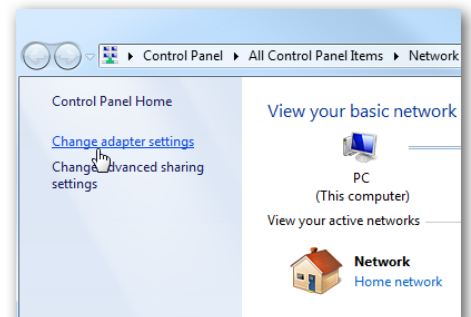 Control Panel ▸ All Control Panel Items ▸ Network
Control Panel Home
Change adapter settings
Change advanced sharing
settings
View your basic network
PC
(This computer)
View your active networks
Network
Home network